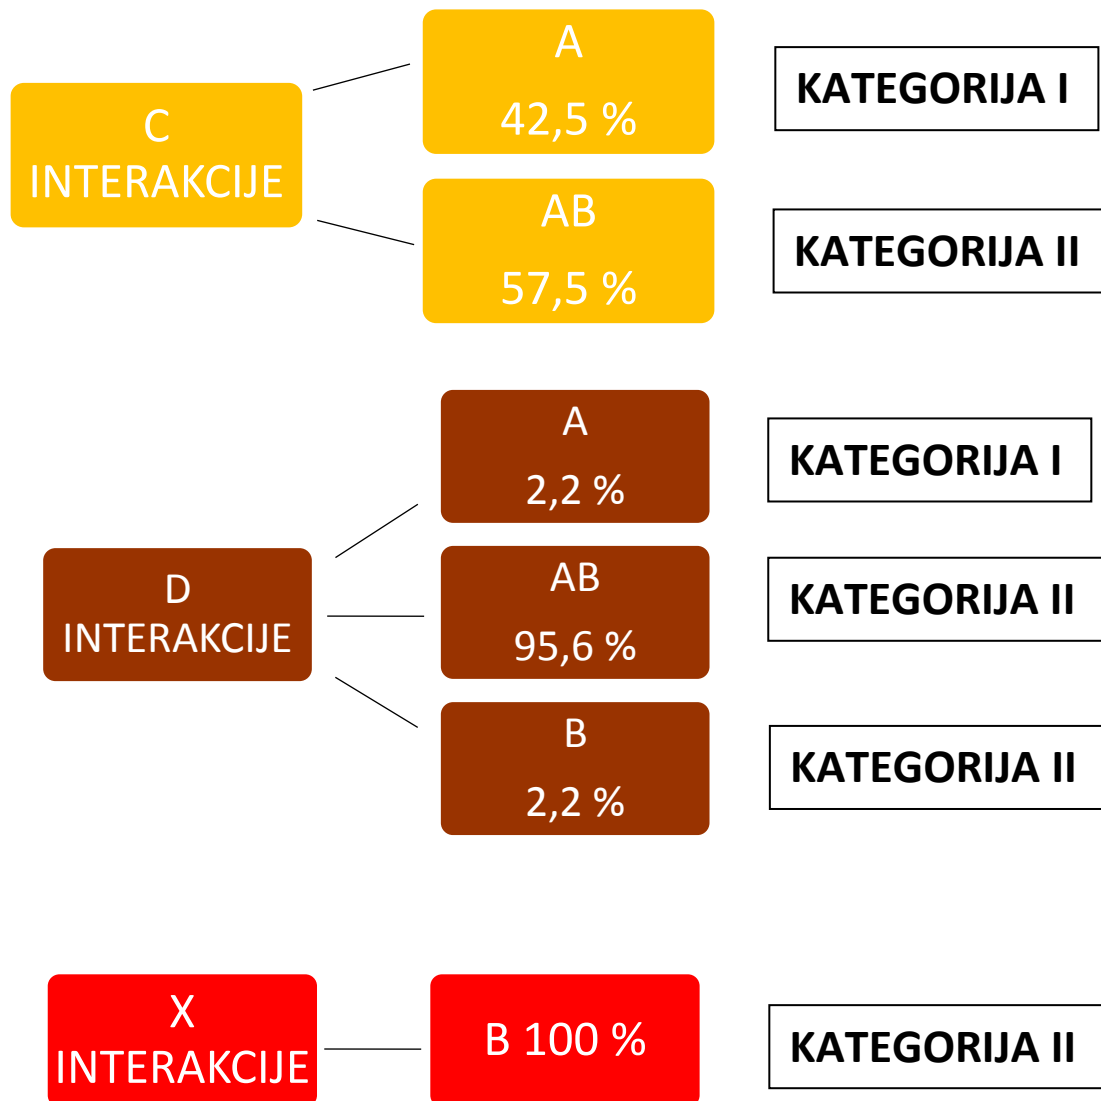 C
INTERAKCIJE
A
42,5 %
KATEGORIJA I
AB
57,5 %
KATEGORIJA II
D
INTERAKCIJE
A
2,2 %
KATEGORIJA I
AB
95,6 %
KATEGORIJA II
B
2,2 %
KATEGORIJA II
X
INTERAKCIJE
B 100 %
KATEGORIJA II